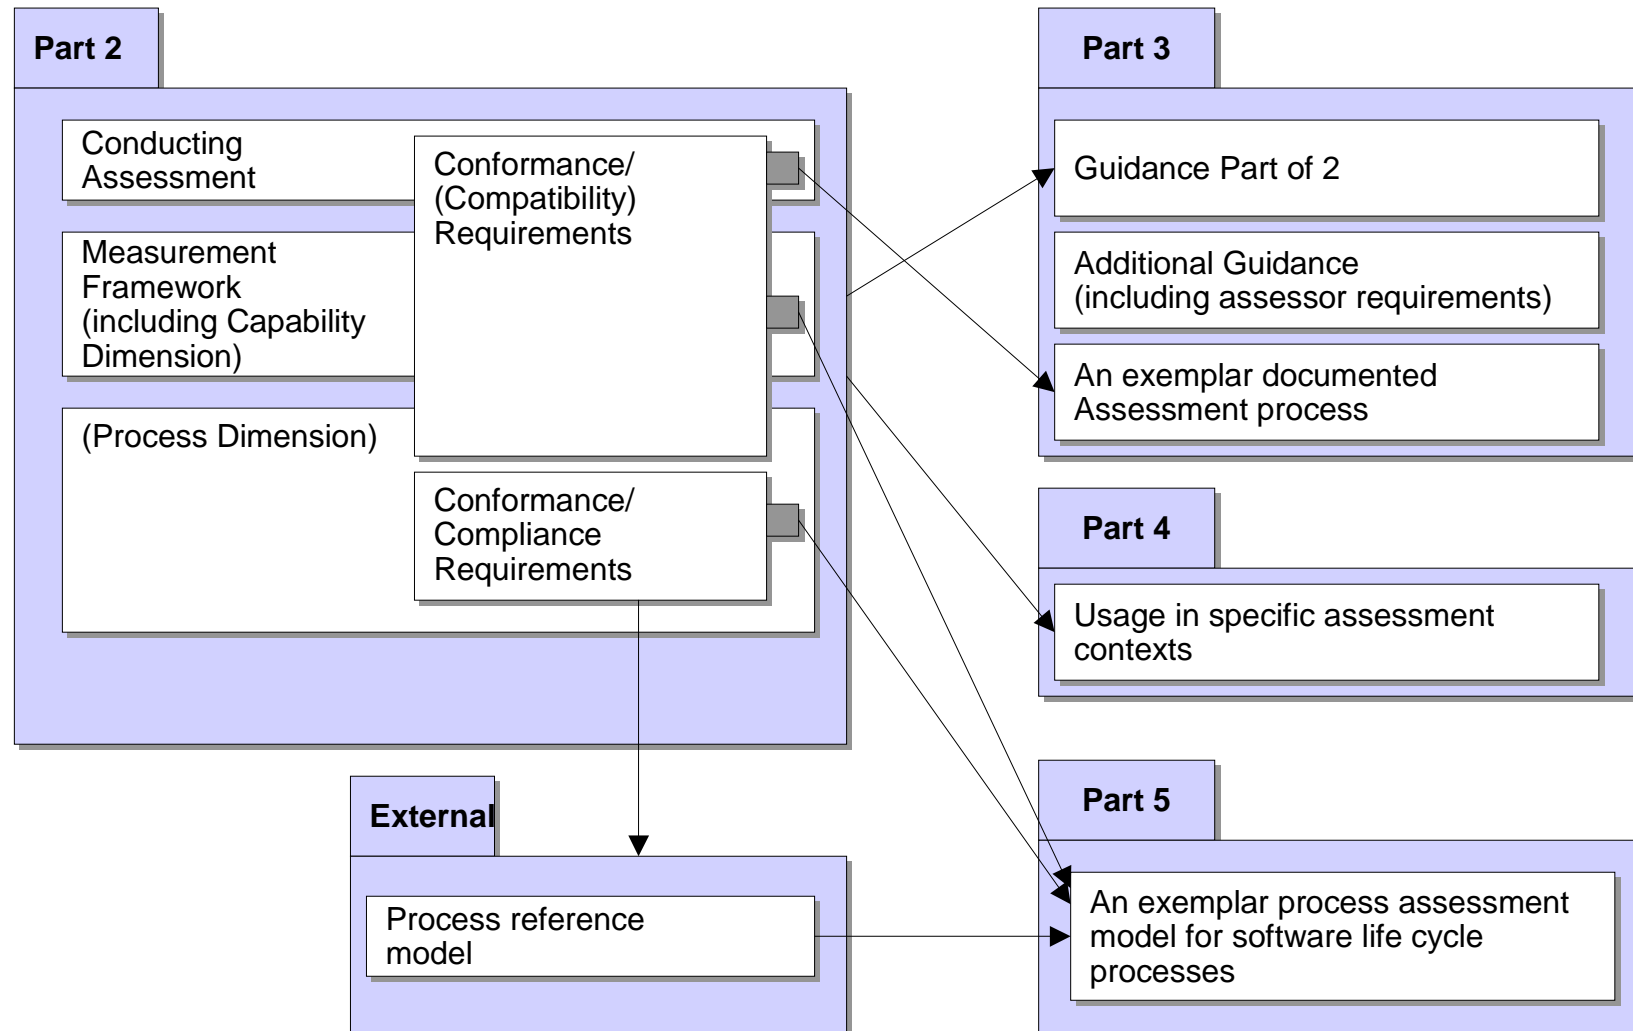 Part 2
Conducting
Assessment
Conformance/
(Compatibility)
Requirements
Measurement
Framework
(including Capability
Dimension)
(Process Dimension)
Conformance/
Compliance
Requirements
Part 3
Guidance Part of 2
Additional Guidance
(including assessor requirements)
An exemplar documented
Assessment process
Part 4
Usage in specific assessment
contexts
External
Process reference
model
Part 5
An exemplar process assessment
model for software life cycle
processes